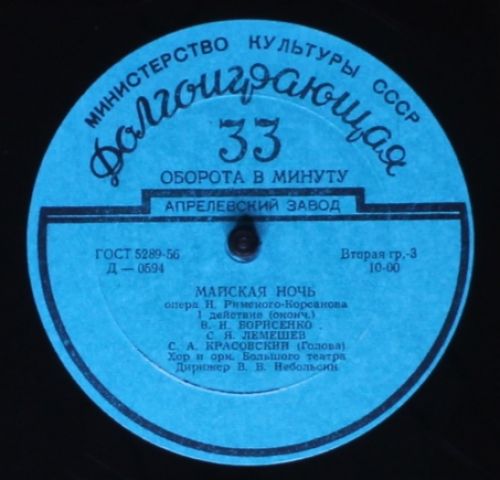 МИНИСТЕРСТВО КУЛЬТУРЫ СССР
Долгоиграющая
33
ОБОРОТА В МИНУТУ
АПРЕЛЕВСКИЙ ЗАВОД
ГОСТ 5289-56
Д — 0594
Вторая гр.-3
10-00
МАЙСКАЯ НОЧЬ
опера Н. Римского-Корсакова
1 действие (оконч.)
В. И. БОРИСЕНКО
С. Я. ЛЕМЕШЕВ
С. А. КРАСОВСКИЙ (Голова)
Хор и орк. Большого театра
Дирижер В. В. Небольсин